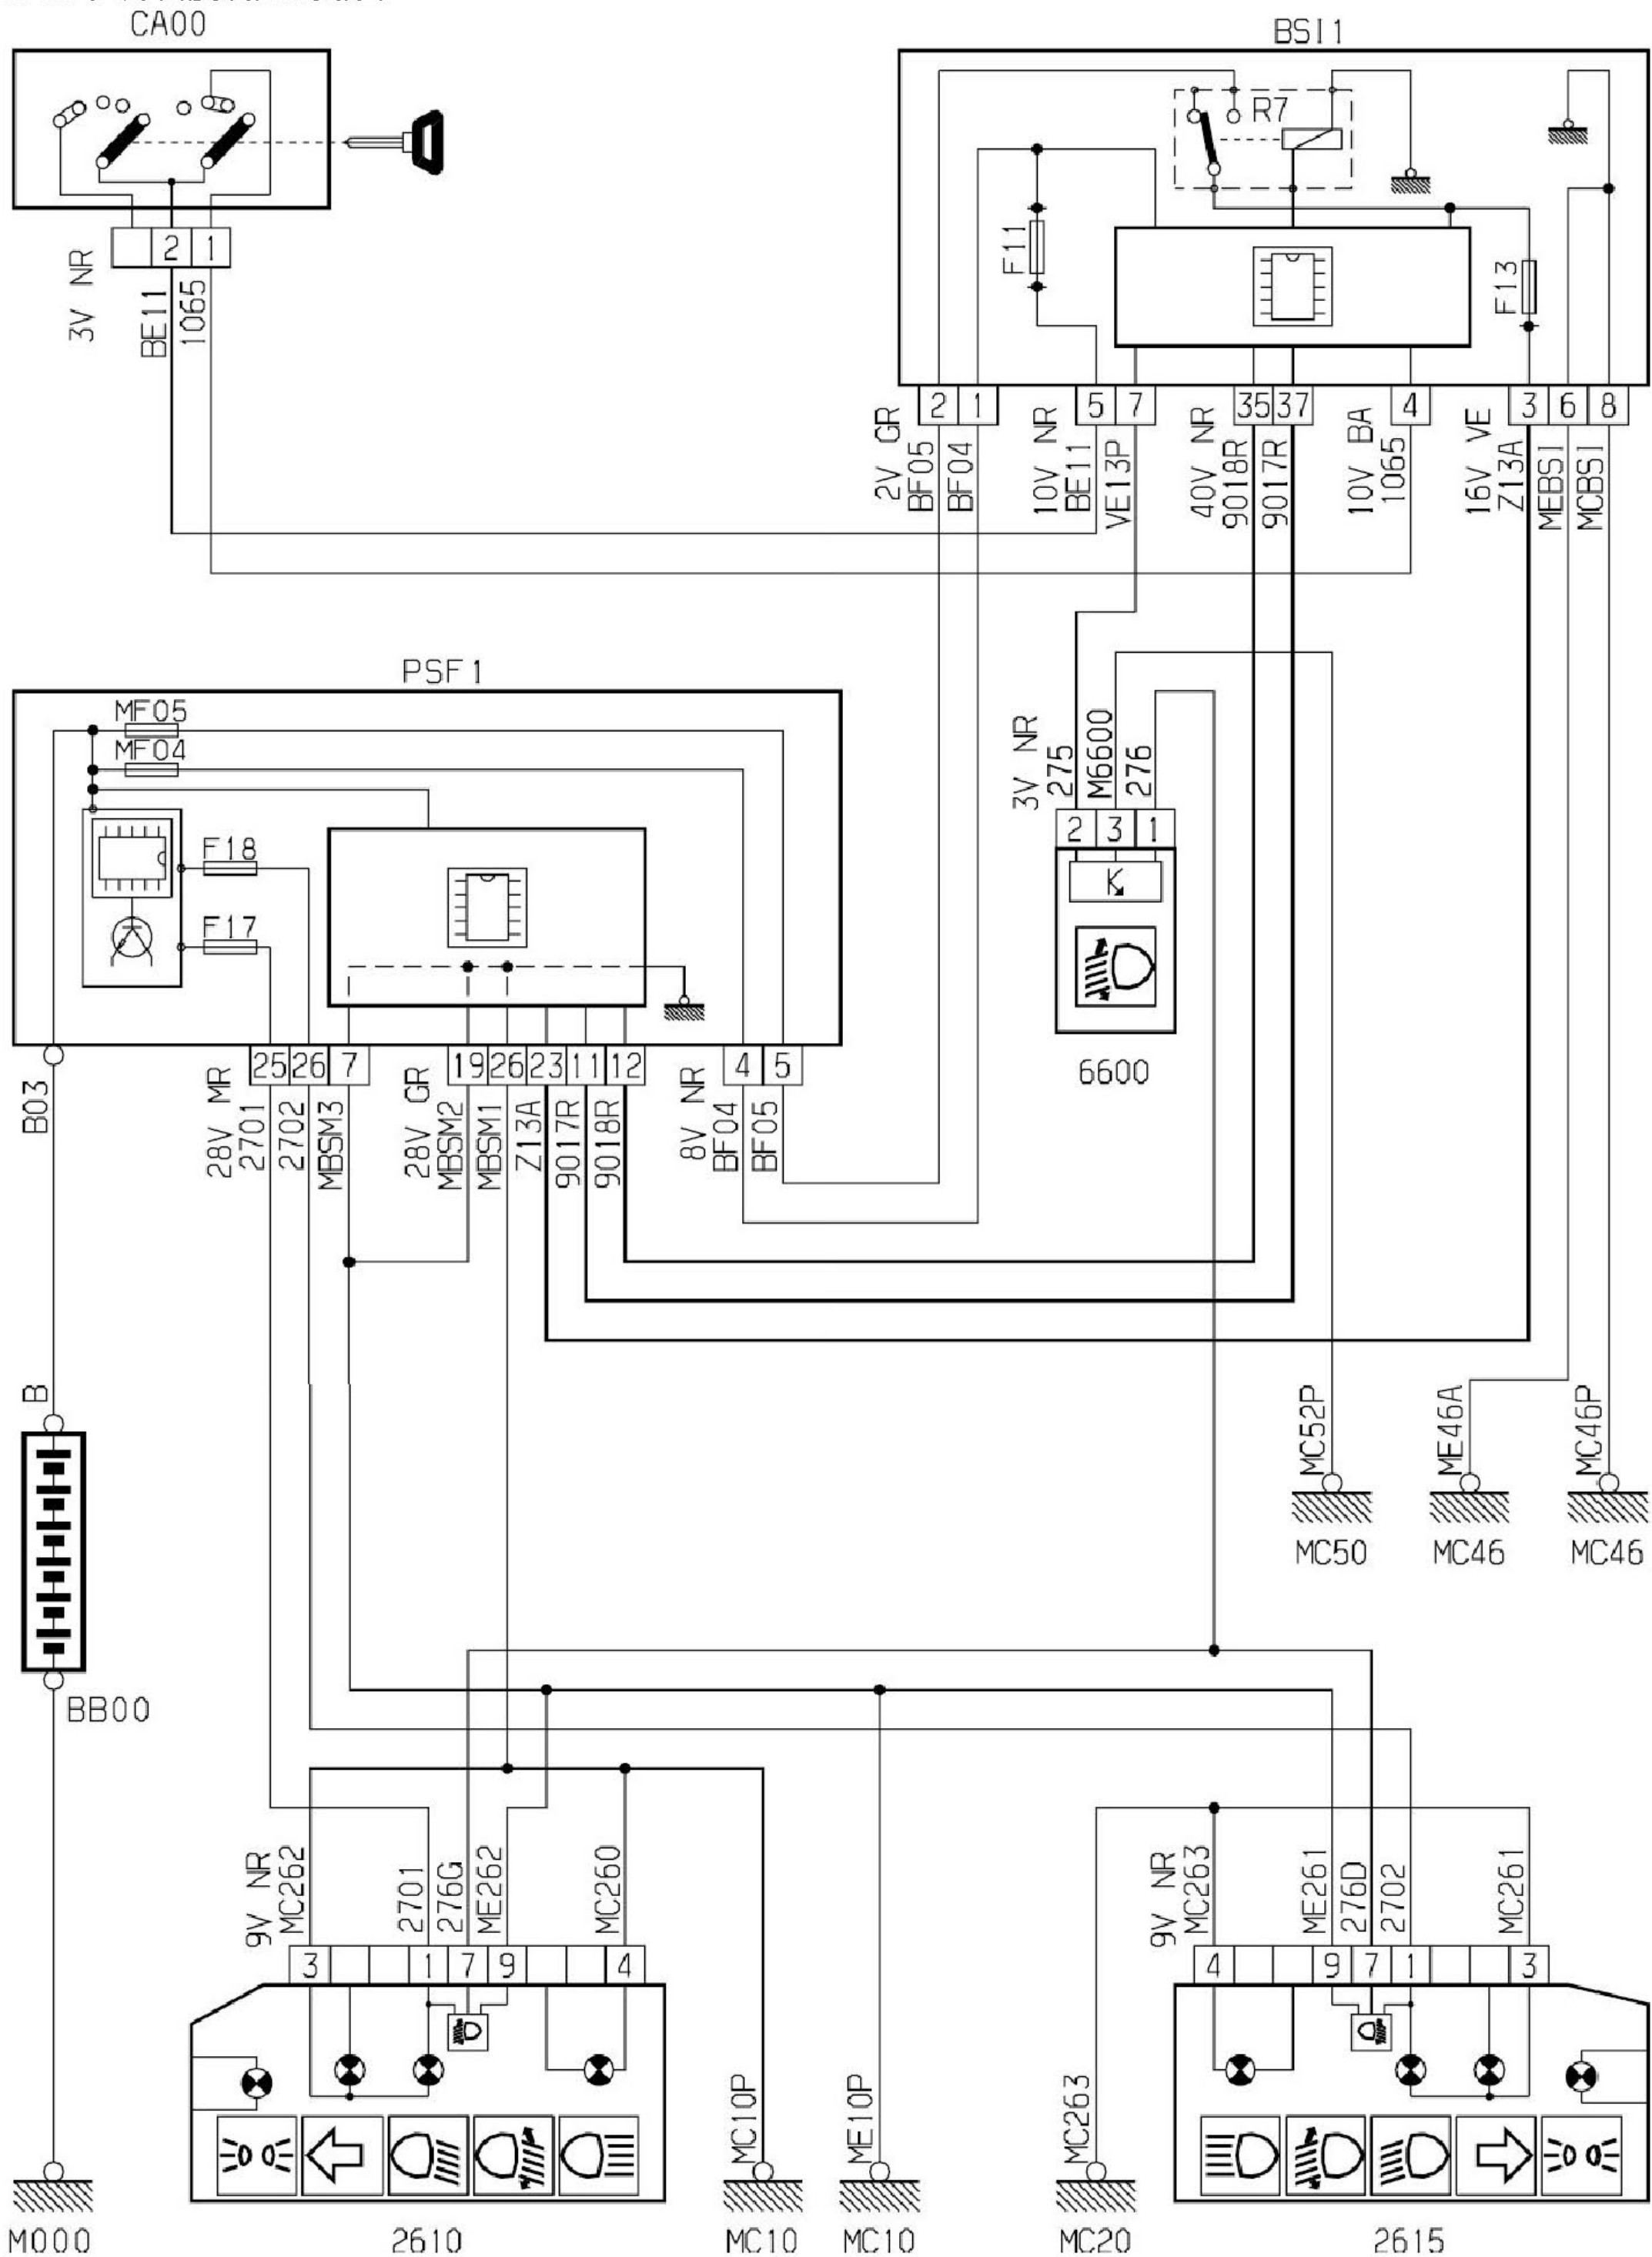 CA00
BSI1
R7
F11
F13
2 1
3V NR
BE11
1065
2 1
5 7
35 37
4
3 6 8
2V GR
BF05
BF04
10V NR
BE11
VE13P
40V NR
9018R
9017R
10V BA
1065
16V VE
Z13A
MEBSI
MCBSI
PSF1
MF05
MF04
F18
F17
3V NR
275
M6600
276
2 3 1
K
6600
25 26 7
19 26 23 11 12
4 5
B03
28V MR
2701
2702
MBSM3
28V GR
MBSM2
MBSM1
Z13A
9017R
9018R
8V NR
BF04
BF05
B
BB00
MC52P
ME46A
MC46P
MC50
MC46
MC46
9V NR
MC262
2701
276G
ME262
MC260
9V NR
MC263
ME261
276D
2702
MC261
3 1 7 9 4
4 9 7 1 3
MC10P
ME10P
MC263
M000
2610
MC10
MC10
MC20
2615